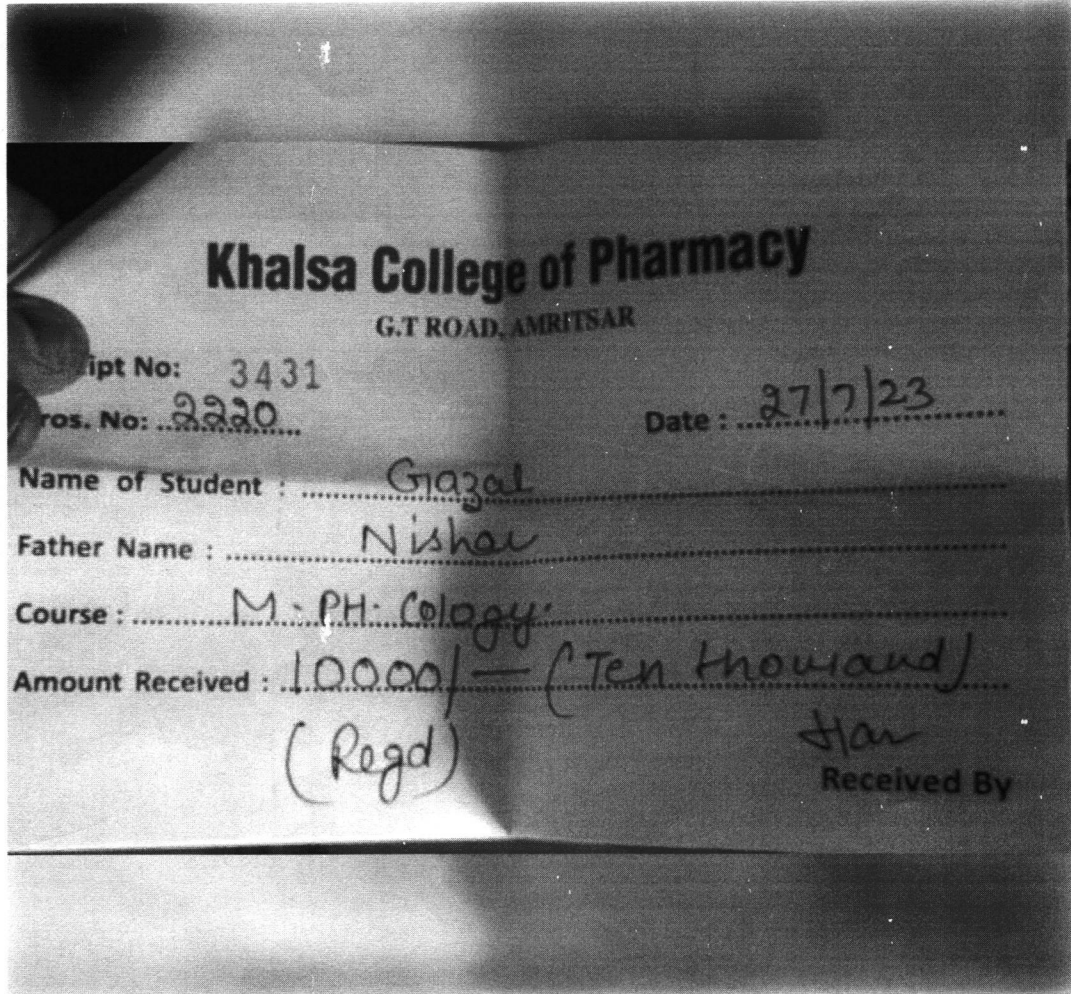 Khalsa College of Pharmacy
G.T ROAD, AMRITSAR
ipt No: 3431
ros. No: 2220 Date : 27/7/23
Name of Student : Gazal
Father Name :
Course : M. PH. Cology.
Amount Received : 10000/— (Ten thousand)
(Regd)
Received By